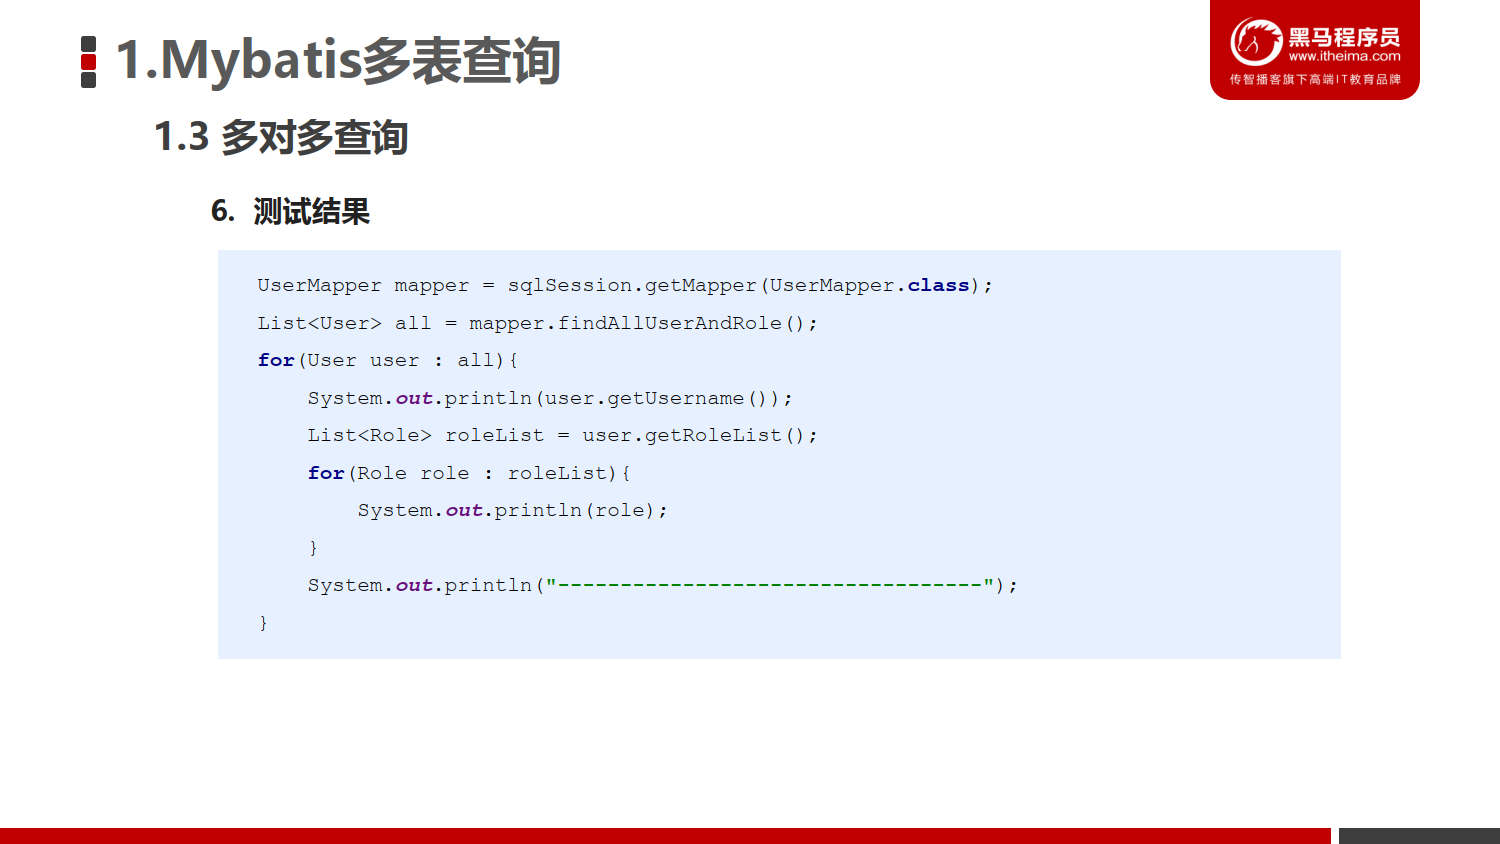 1.Mybatis多表查询
黑马程序员
www.itheima.com
传智播客旗下高端IT教育品牌
1.3 多对多查询
6. 测试结果
UserMapper mapper = sqlSession.getMapper(UserMapper.class);
List<User> all = mapper.findAllUserAndRole();
for(User user : all){
    System.out.println(user.getUsername());
    List<Role> roleList = user.getRoleList();
    for(Role role : roleList){
        System.out.println(role);
    }
    System.out.println("----------------------------------");
}